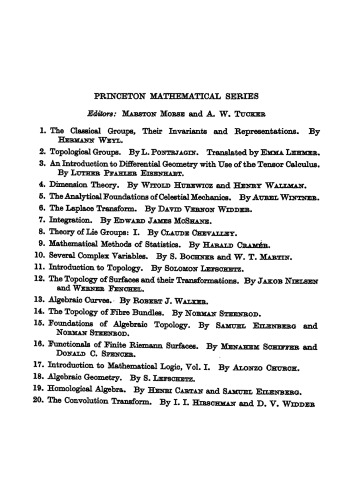 PRINCETON MATHEMATICAL SERIES
Editors: MARSTON MORSE and A. W. TUCKER
1. The Classical Groups, Their Invariants and Representations. By
HERMANN WEYL.
2. Topological Groups. By L. PONTRJAGIN. Translated by EMMA LEHMER.
3. An Introduction to Differential Geometry with Use of the Tensor Calculus.
By LUTHER PFAHLER EISENHART.
4. Dimension Theory. By WITOLD HUREWICZ and HENRY WALLMAN.
5. The Analytical Foundations of Celestial Mechanics. By AUREL WINTNER.
6. The Laplace Transform. By DAVID VERNON WIDDER.
7. Integration. By EDWARD JAMES MCSHANE.
8. Theory of Lie Groups: I. By CLAUDE CHEVALLEY.
9. Mathematical Methods of Statistics. By HARALD CRAMÉR.
10. Several Complex Variables. By S. BOCHNER and W. T. MARTIN.
11. Introduction to Topology. By SOLOMON LEFSCHETZ.
12. The Topology of Surfaces and their Transformations. By JAKOB NIELSEN
and WERNER FENCHEL.
13. Algebraic Curves. By ROBERT J. WALKER.
14. The Topology of Fibre Bundles. By NORMAN STEENROD.
15. Foundations of Algebraic Topology. By SAMUEL EILENBERG and
NORMAN STEENROD.
16. Functionals of Finite Riemann Surfaces. By MENAHEM SCHIFFER and
DONALD C. SPENCER.
17. Introduction to Mathematical Logic, Vol. I. By ALONZO CHURCH.
18. Algebraic Geometry. By S. LEFSCHETZ.
19. Homological Algebra. By HENRI CARTAN and SAMUEL EILENBERG.
20. The Convolution Transform. By I. I. HIRSCHMAN and D. V. WIDDER